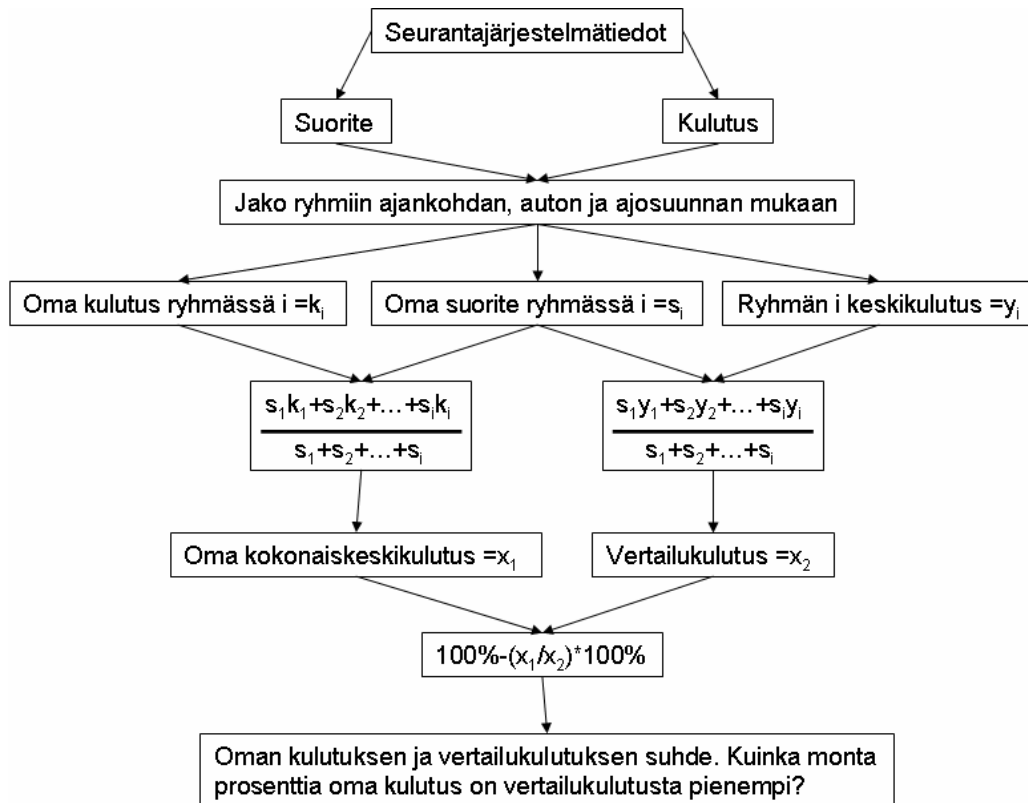 Seurantajärjestelmätiedot
Suorite
Kulutus
Jako ryhmiin ajankohdan, auton ja ajosuunnan mukaan
Oma kulutus ryhmässä i =kᵢ
Oma suorite ryhmässä i =sᵢ
Ryhmän i keskikulutus =yᵢ
s₁k₁+s₂k₂+…+sᵢkᵢ
s₁+s₂+…+sᵢ
s₁y₁+s₂y₂+…+sᵢyᵢ
s₁+s₂+…+sᵢ
Oma kokonaiskeskikulutus =x₁
Vertailukulutus =x₂
100%-(x₁/x₂)*100%
Oman kulutuksen ja vertailukulutuksen suhde. Kuinka monta
prosenttia oma kulutus on vertailukulutusta pienempi?